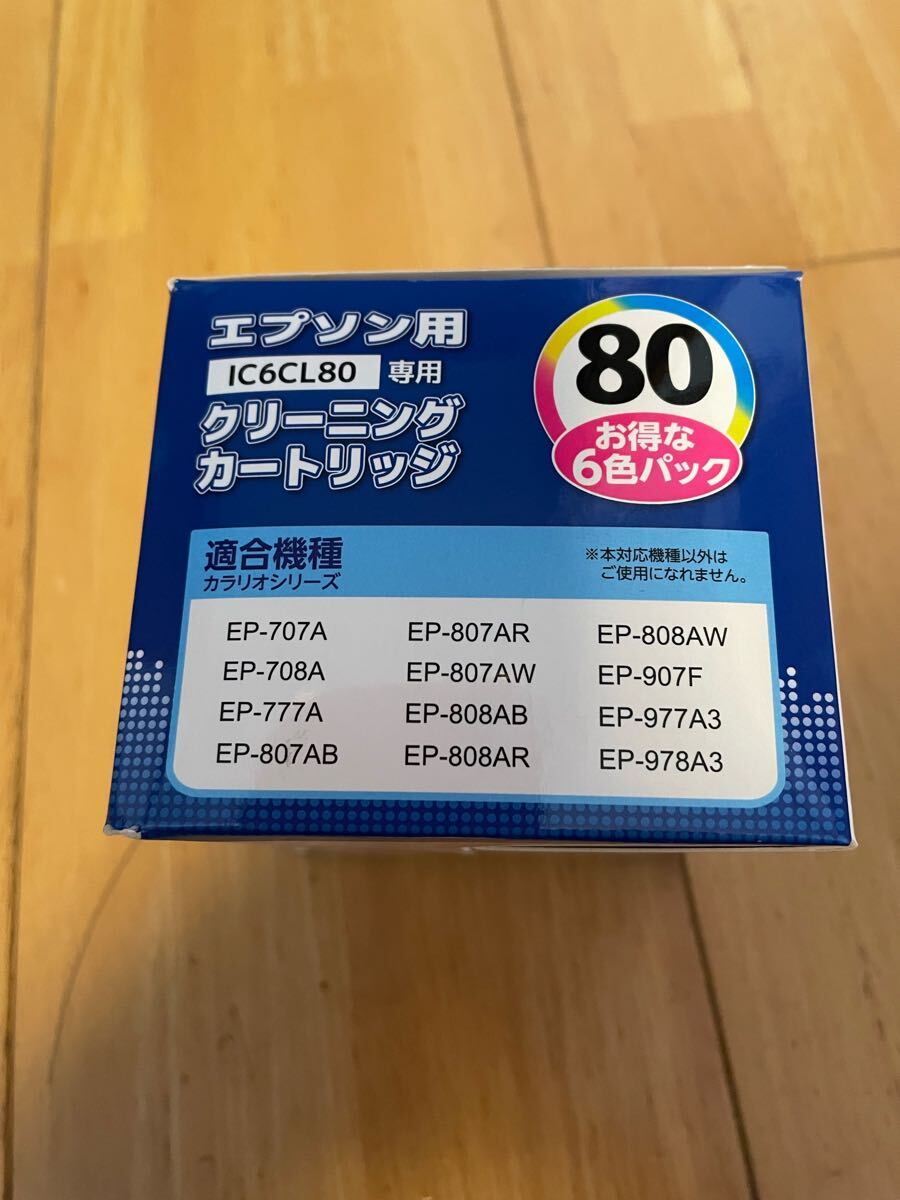 エプソン用
IC6CL80 専用
クリーニング
カートリッジ
80
お得な
6色パック
適合機種
カラリオシリーズ
※本対応機種以外は
ご使用になれません。
EP-707A EP-807AR EP-808AW
EP-708A EP-807AW EP-907F
EP-777A EP-808AB EP-977A3
EP-807AB EP-808AR EP-978A3